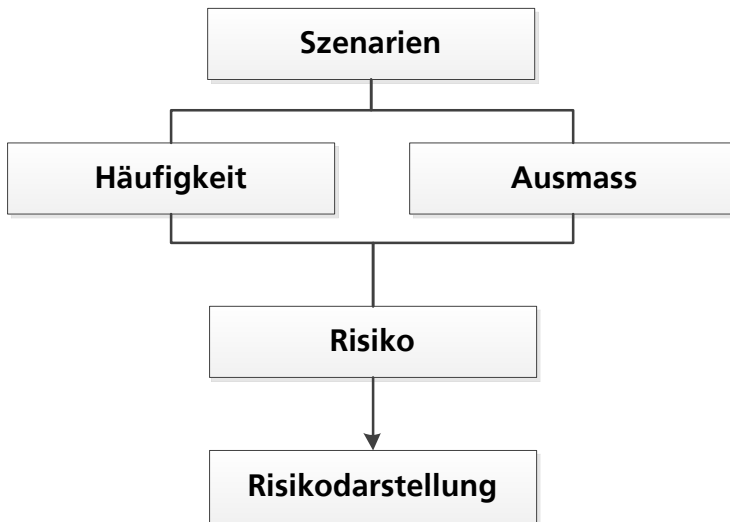 Szenarien
Häufigkeit
Ausmass
Risiko
Risikodarstellung